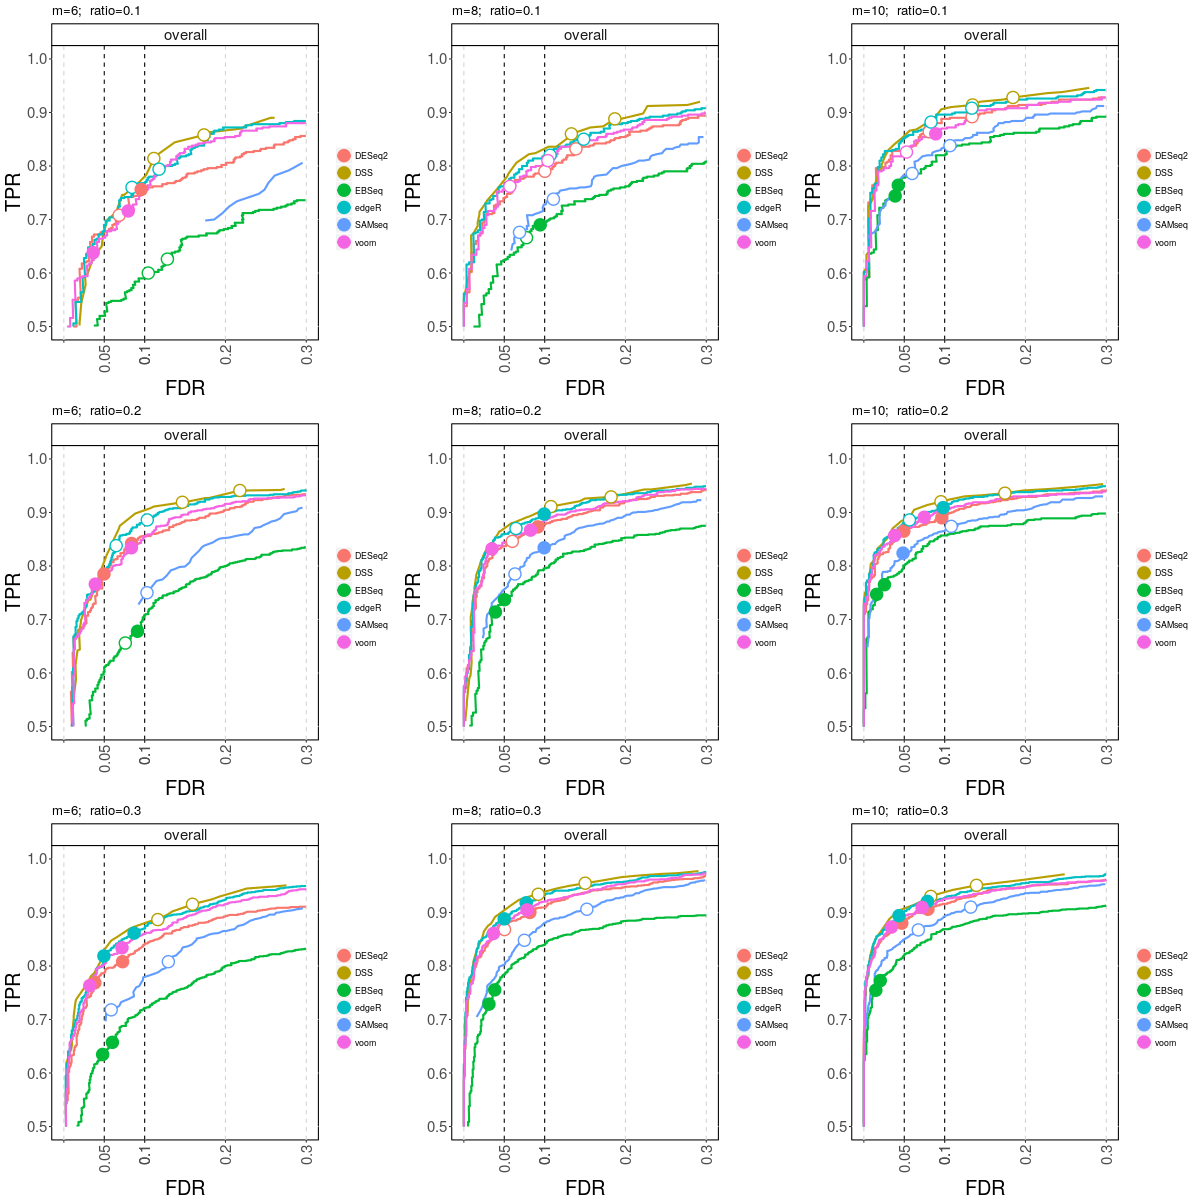 m=6;  ratio=0.1
overall
1.0
0.9
0.8
0.7
0.6
0.5
TPR
0.05
0.1
0.2
0.3
FDR
DESeq2
DSS
EBSeq
edgeR
SAMseq
voom
m=8;  ratio=0.1
overall
1.0
0.9
0.8
0.7
0.6
0.5
TPR
0.05
0.1
0.2
0.3
FDR
DESeq2
DSS
EBSeq
edgeR
SAMseq
voom
m=10;  ratio=0.1
overall
1.0
0.9
0.8
0.7
0.6
0.5
TPR
0.05
0.1
0.2
0.3
FDR
DESeq2
DSS
EBSeq
edgeR
SAMseq
voom
m=6;  ratio=0.2
overall
1.0
0.9
0.8
0.7
0.6
0.5
TPR
0.05
0.1
0.2
0.3
FDR
DESeq2
DSS
EBSeq
edgeR
SAMseq
voom
m=8;  ratio=0.2
overall
1.0
0.9
0.8
0.7
0.6
0.5
TPR
0.05
0.1
0.2
0.3
FDR
DESeq2
DSS
EBSeq
edgeR
SAMseq
voom
m=10;  ratio=0.2
overall
1.0
0.9
0.8
0.7
0.6
0.5
TPR
0.05
0.1
0.2
0.3
FDR
DESeq2
DSS
EBSeq
edgeR
SAMseq
voom
m=6;  ratio=0.3
overall
1.0
0.9
0.8
0.7
0.6
0.5
TPR
0.05
0.1
0.2
0.3
FDR
DESeq2
DSS
EBSeq
edgeR
SAMseq
voom
m=8;  ratio=0.3
overall
1.0
0.9
0.8
0.7
0.6
0.5
TPR
0.05
0.1
0.2
0.3
FDR
DESeq2
DSS
EBSeq
edgeR
SAMseq
voom
m=10;  ratio=0.3
overall
1.0
0.9
0.8
0.7
0.6
0.5
TPR
0.05
0.1
0.2
0.3
FDR
DESeq2
DSS
EBSeq
edgeR
SAMseq
voom